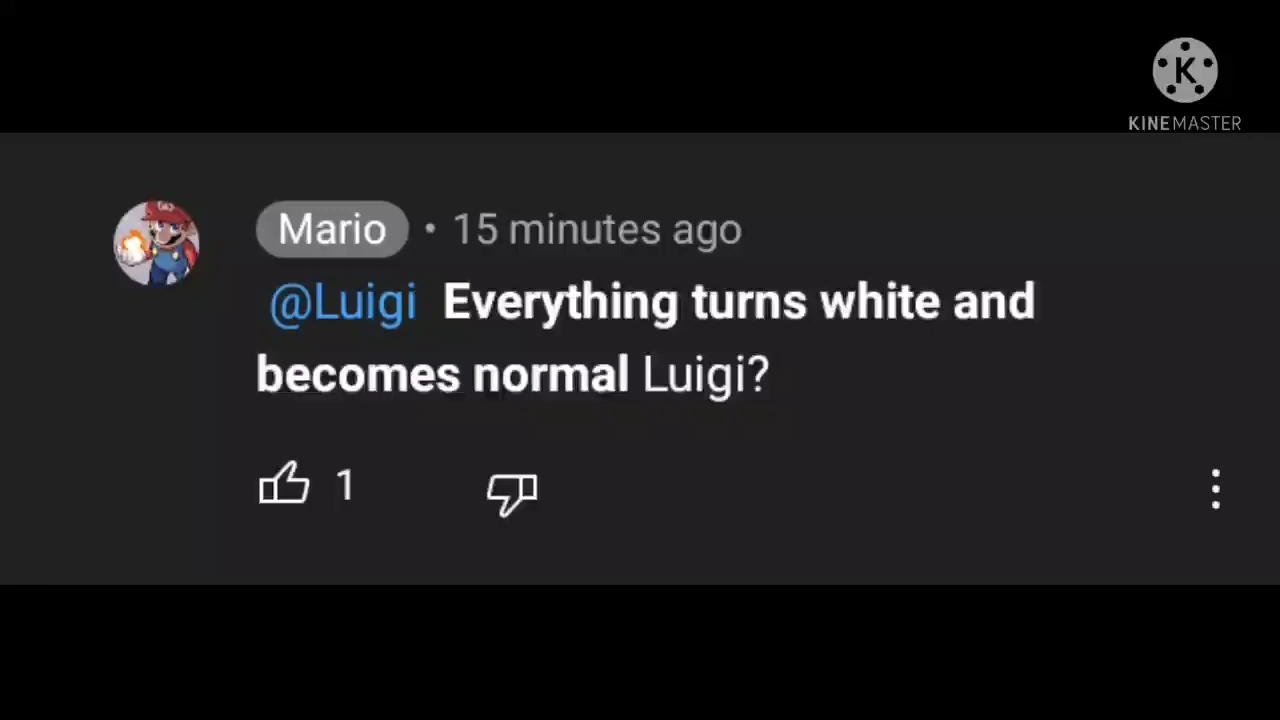 KINEMASTER
Mario • 15 minutes ago
@Luigi Everything turns white and
becomes normal Luigi?
1